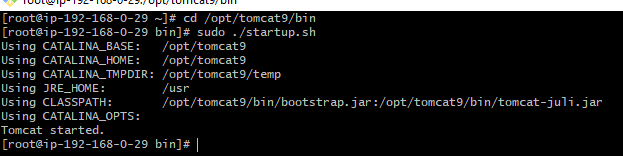 root@ip-192-168-0-29:/opt/tomcat9/bin
[root@ip-192-168-0-29 ~]# cd /opt/tomcat9/bin
[root@ip-192-168-0-29 bin]# sudo ./startup.sh
Using CATALINA_BASE:   /opt/tomcat9
Using CATALINA_HOME:   /opt/tomcat9
Using CATALINA_TMPDIR: /opt/tomcat9/temp
Using JRE_HOME:        /usr
Using CLASSPATH:       /opt/tomcat9/bin/bootstrap.jar:/opt/tomcat9/bin/tomcat-juli.jar
Using CATALINA_OPTS:
Tomcat started.
[root@ip-192-168-0-29 bin]#